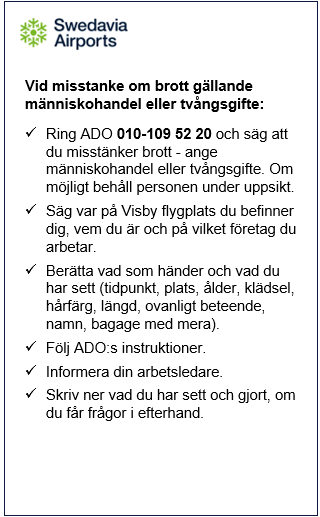 Swedavia
Airports
Vid misstanke om brott gällande
människohandel eller tvångsgifte:
✓ Ring ADO 010-109 52 20 och säg att
du misstänker brott - ange
människohandel eller tvångsgifte. Om
möjligt behåll personen under uppsikt.
✓ Säg var på Visby flygplats du befinner
dig, vem du är och på vilket företag du
arbetar.
✓ Berätta vad som händer och vad du
har sett (tidpunkt, plats, ålder, klädsel,
hårfärg, längd, ovanligt beteende,
namn, bagage med mera).
✓ Följ ADO:s instruktioner.
✓ Informera din arbetsledare.
✓ Skriv ner vad du har sett och gjort, om
du får frågor i efterhand.